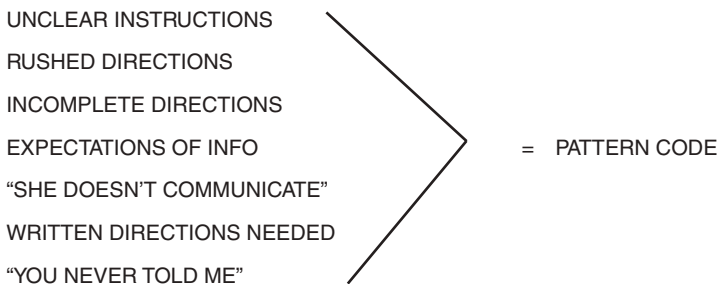 UNCLEAR INSTRUCTIONS
RUSHED DIRECTIONS
INCOMPLETE DIRECTIONS
EXPECTATIONS OF INFO = PATTERN CODE
“SHE DOESN’T COMMUNICATE”
WRITTEN DIRECTIONS NEEDED
“YOU NEVER TOLD ME”